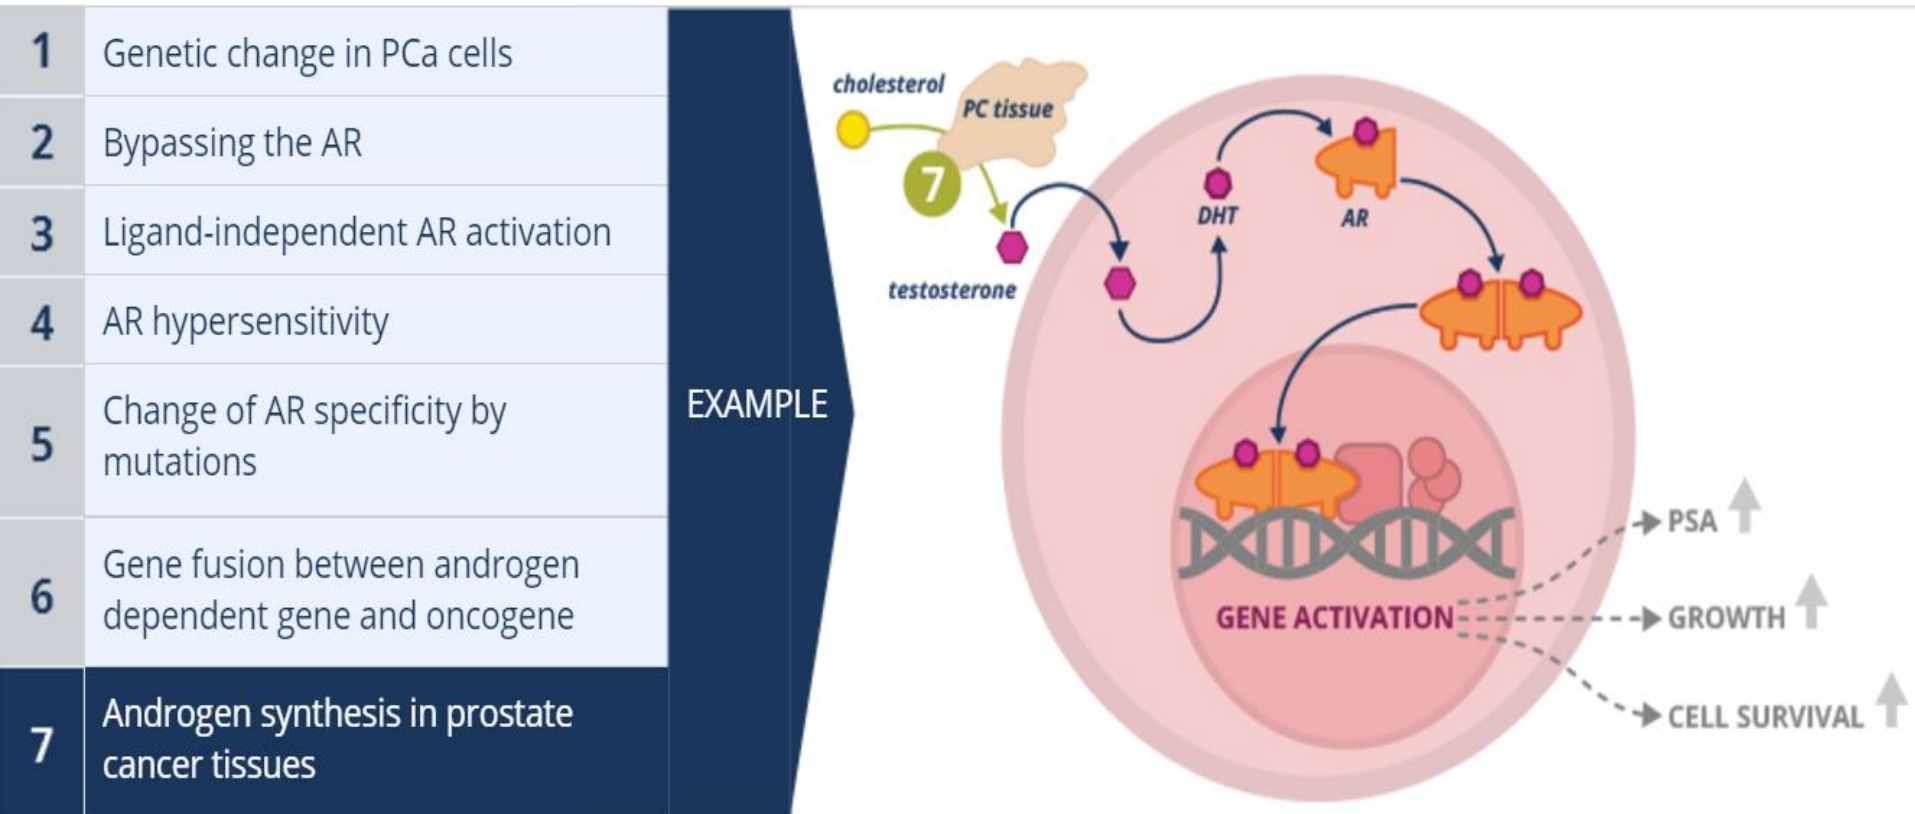 1
Genetic change in PCa cells
2
Bypassing the AR
3
Ligand-independent AR activation
4
AR hypersensitivity
5
Change of AR specificity by
mutations
6
Gene fusion between androgen
dependent gene and oncogene
7
Androgen synthesis in prostate
cancer tissues
EXAMPLE
cholesterol
PC tissue
7
testosterone
DHT
AR
GENE ACTIVATION
PSA
GROWTH
CELL SURVIVAL